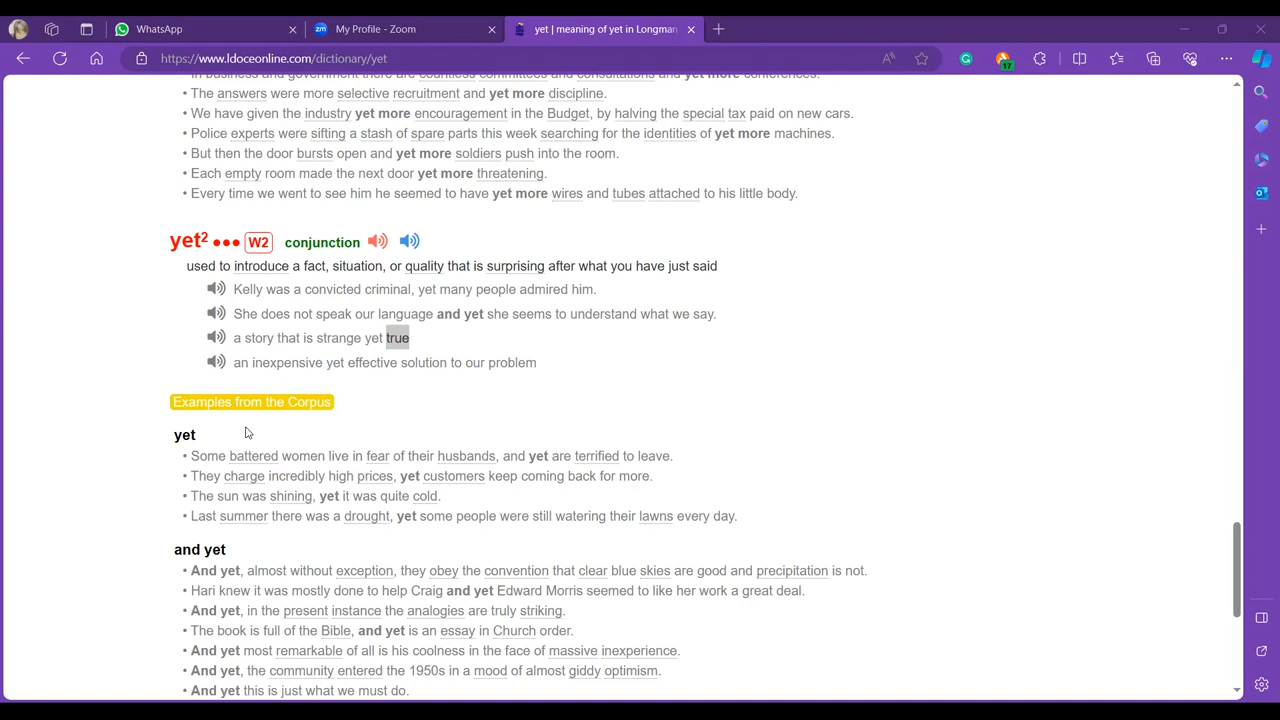 WhatsApp
My Profile - Zoom
yet | meaning of yet in Longman
https://www.ldoceonline.com/dictionary/yet
17
• In business and government there are countless committees and consultations and yet more conferences.
• The answers were more selective recruitment and yet more discipline.
• We have given the industry yet more encouragement in the Budget, by halving the special tax paid on new cars.
• Police experts were sifting a stash of spare parts this week searching for the identities of yet more machines.
• But then the door bursts open and yet more soldiers push into the room.
• Each empty room made the next door yet more threatening.
• Every time we went to see him he seemed to have yet more wires and tubes attached to his little body.
yet2 ●●● W2 conjunction
used to introduce a fact, situation, or quality that is surprising after what you have just said
Kelly was a convicted criminal, yet many people admired him.
She does not speak our language and yet she seems to understand what we say.
a story that is strange yet true
an inexpensive yet effective solution to our problem
Examples from the Corpus
yet
• Some battered women live in fear of their husbands, and yet are terrified to leave.
• They charge incredibly high prices, yet customers keep coming back for more.
• The sun was shining, yet it was quite cold.
• Last summer there was a drought, yet some people were still watering their lawns every day.
and yet
• And yet, almost without exception, they obey the convention that clear blue skies are good and precipitation is not.
• Hari knew it was mostly done to help Craig and yet Edward Morris seemed to like her work a great deal.
• And yet, in the present instance the analogies are truly striking.
• The book is full of the Bible, and yet is an essay in Church order.
• And yet most remarkable of all is his coolness in the face of massive inexperience.
• And yet, the community entered the 1950s in a mood of almost giddy optimism.
• And yet this is just what we must do.